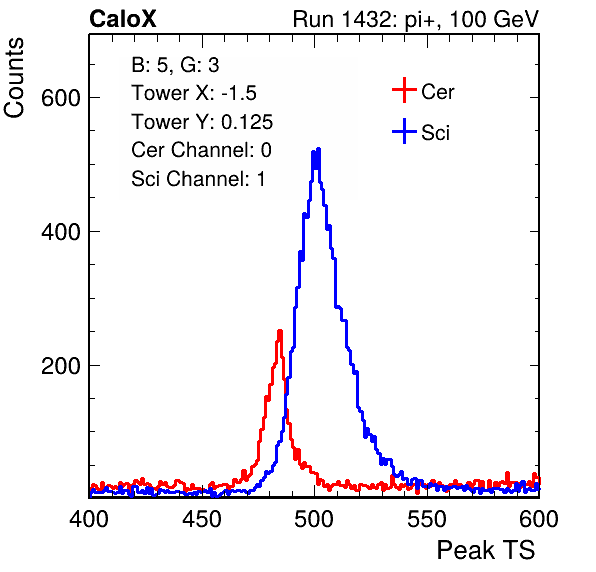 CaloX Run 1432: pi+, 100 GeV
Counts
B: 5, G: 3
Tower X: -1.5
Tower Y: 0.125
Cer Channel: 0
Sci Channel: 1
Cer
Sci
600
400
200
400 450 500 550 600
Peak TS